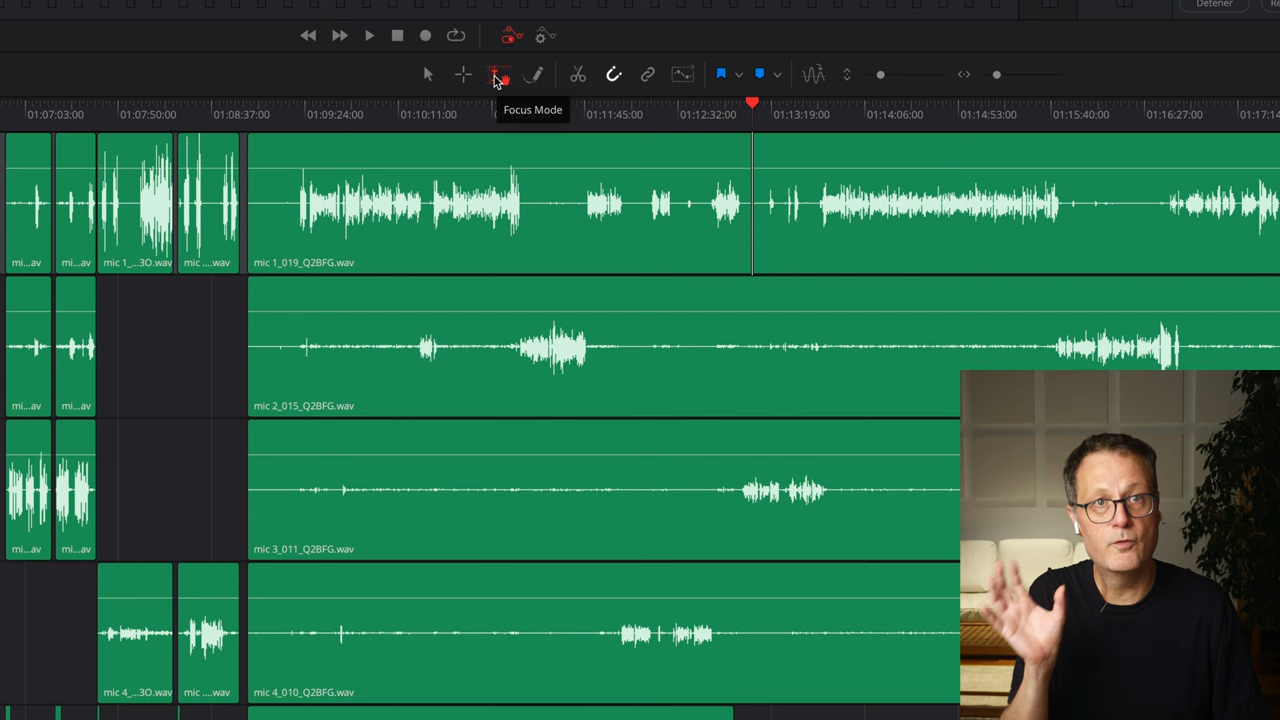 Detener
Re
Focus Mode
01:07:03:00
01:07:50:00
01:08:37:00
01:09:24:00
01:10:11:00
01:11:45:00
01:12:32:00
01:13:19:00
01:14:06:00
01:14:53:00
01:15:40:00
01:16:27:00
01:17:14
mi...av
mi...av
mic 1_...3O.wav
mic ....wav
mic 1_019_Q2BFG.wav
mi...av
mi...av
mic 2_015_Q2BFG.wav
mi...av
mi...av
mic 3_011_Q2BFG.wav
mic 4_...3O.wav
mic ....wav
mic 4_010_Q2BFG.wav